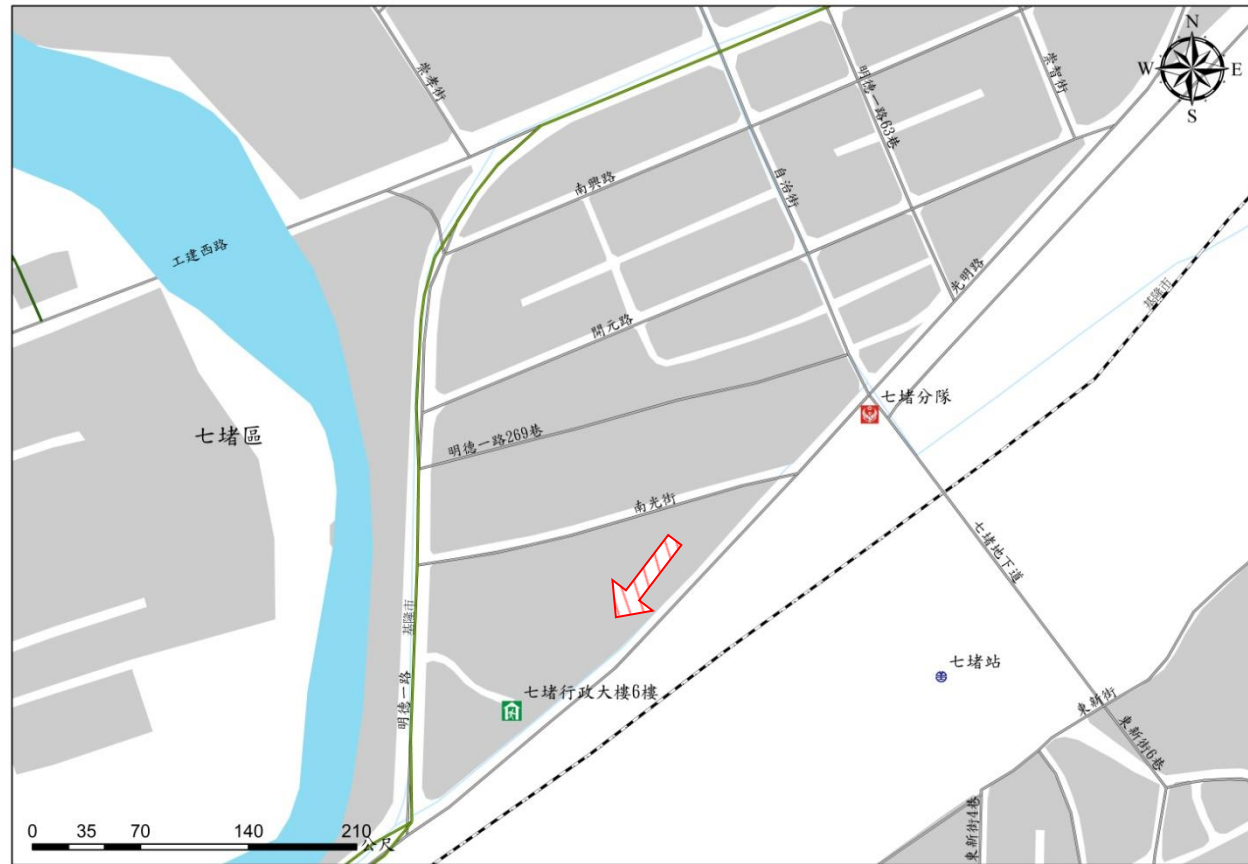 N
W E
S
崇孝街
明德一路63巷
崇智街
南興路
自治街
工建西路
光明路
基隆市
開元路
七堵分隊
七堵區
明德一路269巷
南光街
七堵地下道
基隆市
七堵站
明德一路
七堵行政大樓6樓
東新街
東新街6巷
東新街4巷
0 35 70 140 210
公尺